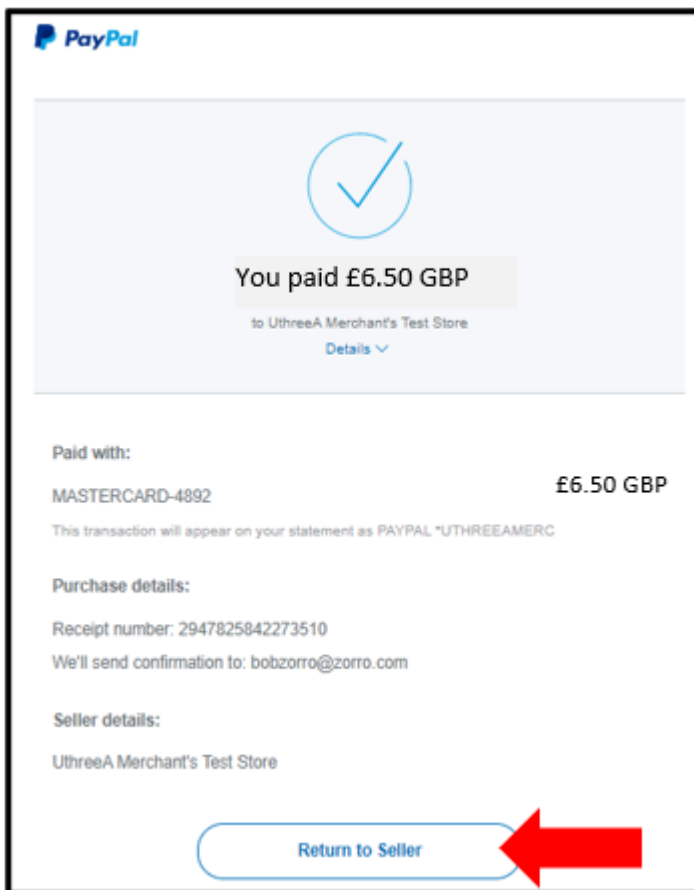 PayPal
You paid £6.50 GBP
to UthreeA Merchant's Test Store
Details
Paid with:
MASTERCARD-4892
£6.50 GBP
This transaction will appear on your statement as PAYPAL *UTHREEAMERC
Purchase details:
Receipt number: 2947825842273510
We'll send confirmation to: bobzorro@zorro.com
Seller details:
UthreeA Merchant's Test Store
Return to Seller